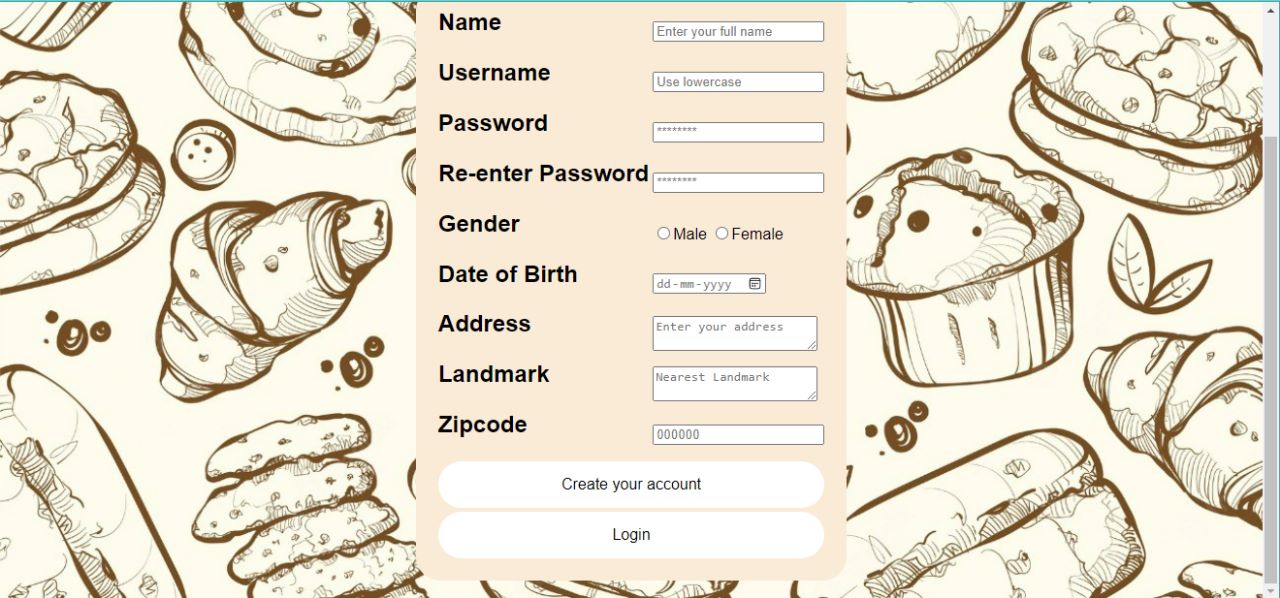 Name Enter your full name
Username Use lowercase
Password ********
Re-enter Password ********
Gender Male Female
Date of Birth dd-mm-yyyy
Address Enter your address
Landmark Nearest Landmark
Zipcode 000000
Create your account
Login